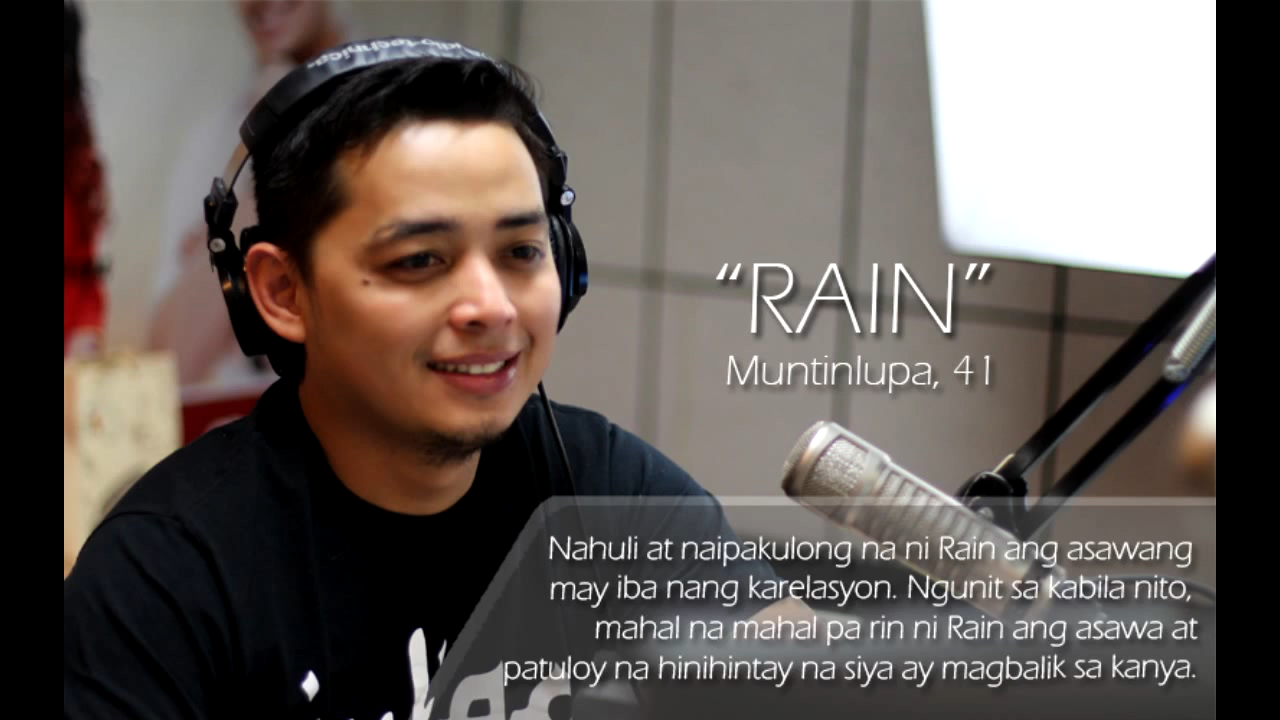 audio-technica
“RAIN”
Muntinlupa, 41
Nahuli at naipakulong na ni Rain ang asawang
may iba nang karelasyon. Ngunit sa kabila nito,
mahal na mahal pa rin ni Rain ang asawa at
patuloy na hinihintay na siya ay magbalik sa kanya.